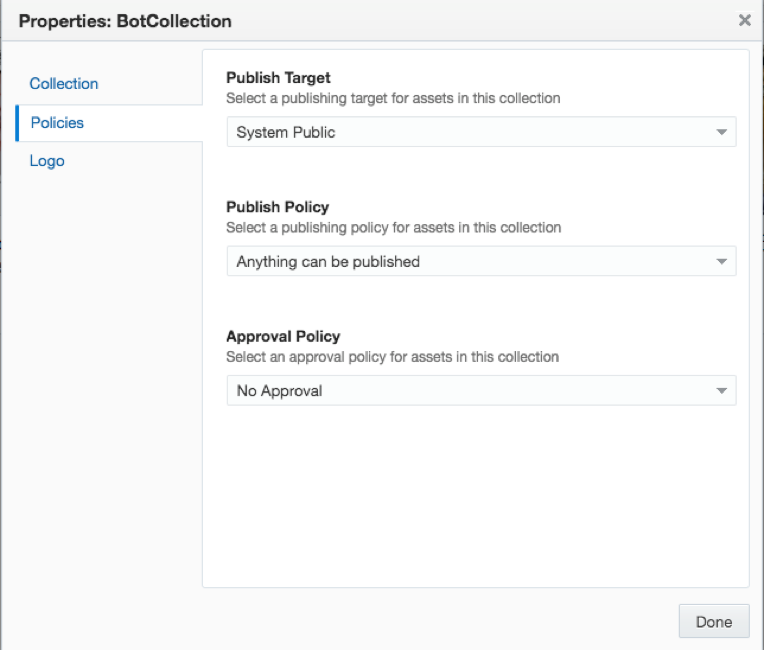 Properties: BotCollection
Collection
Policies
Logo
Publish Target
Select a publishing target for assets in this collection
System Public
Publish Policy
Select a publishing policy for assets in this collection
Anything can be published
Approval Policy
Select an approval policy for assets in this collection
No Approval
Done